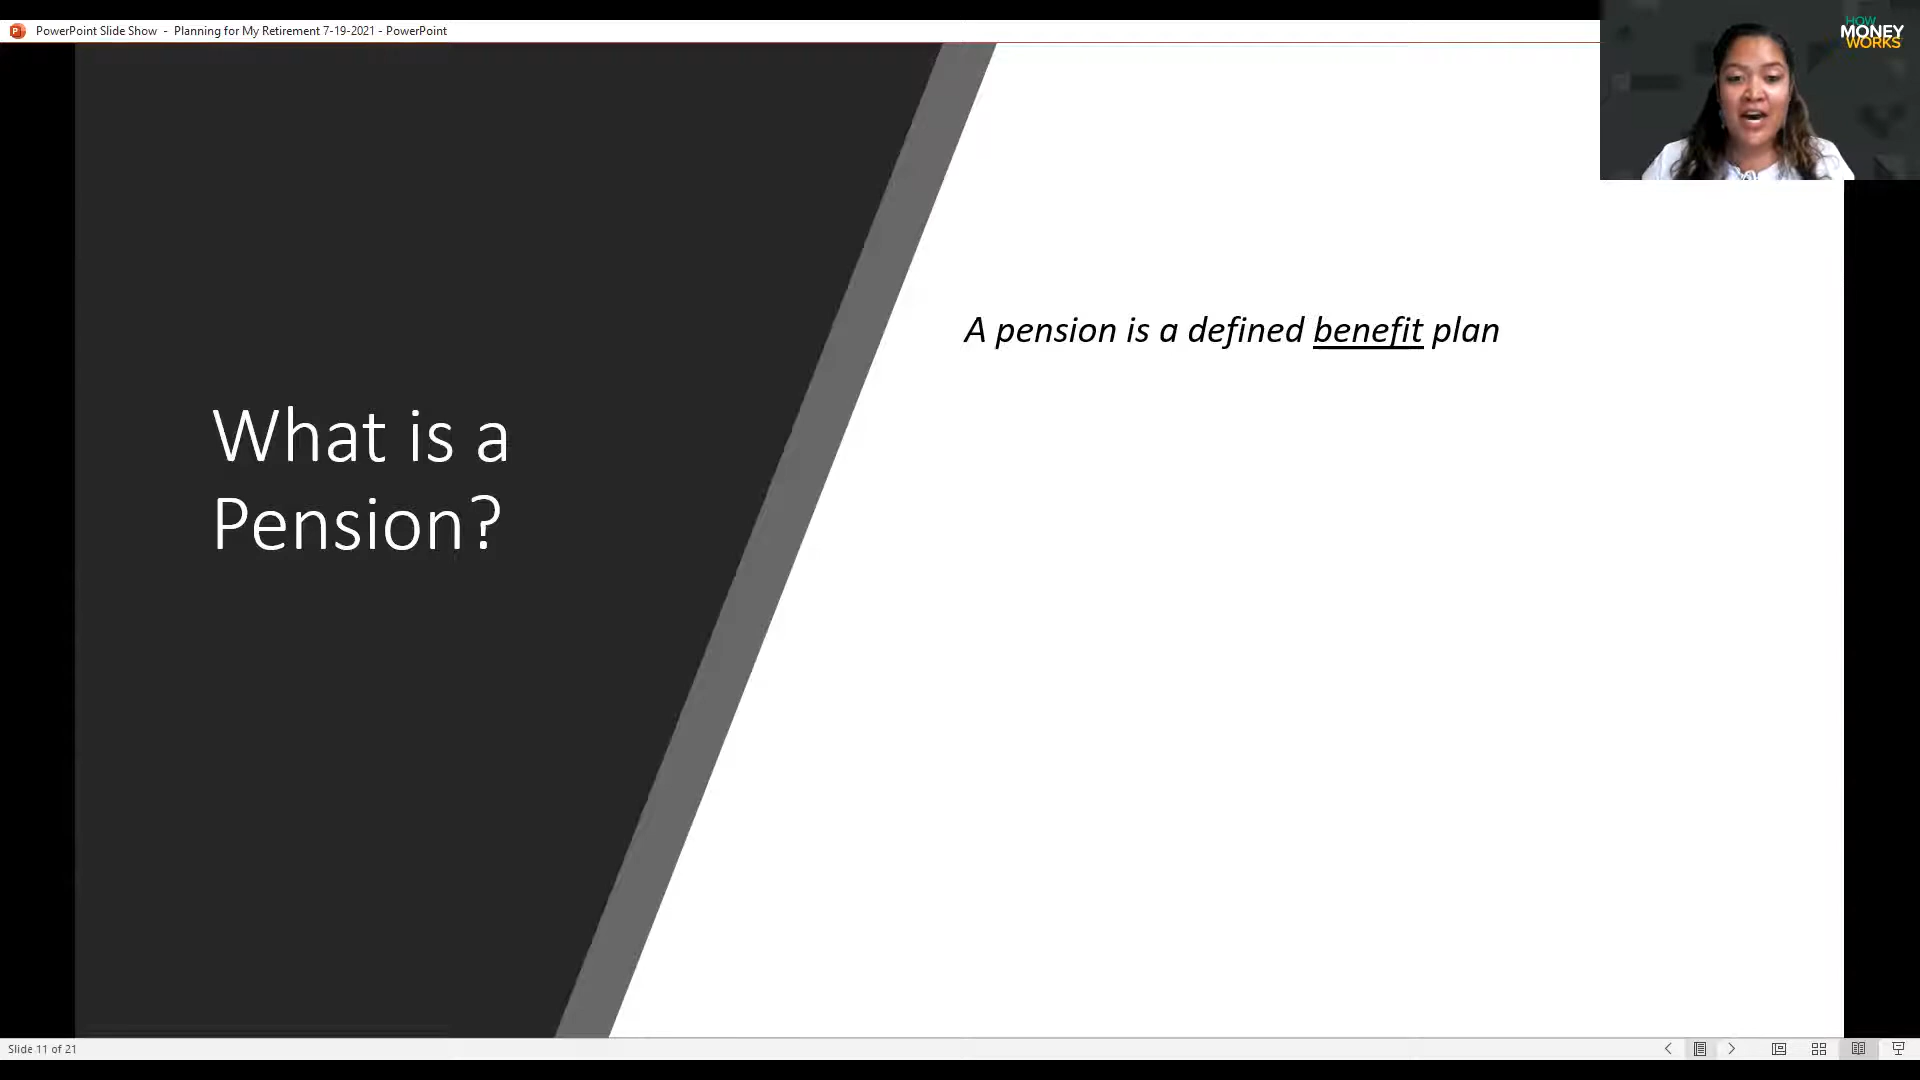 PowerPoint Slide Show - Planning for My Retirement 7-19-2021 - PowerPoint
HOW
MONEY
WORKS
A pension is a defined benefit plan
What is a
Pension?
Slide 11 of 21